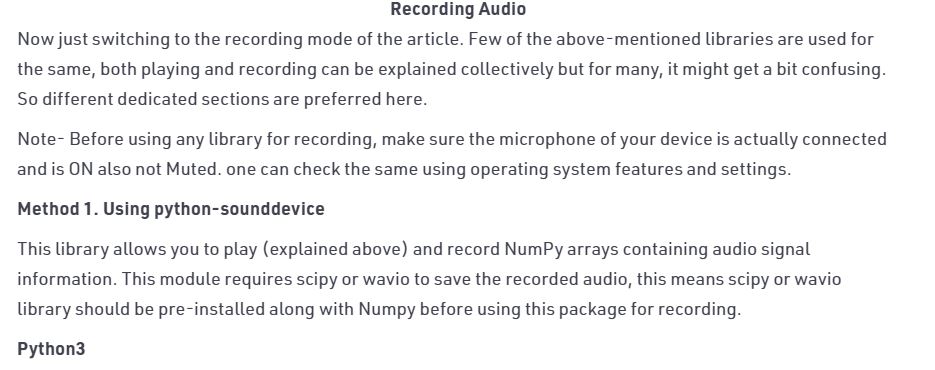 Recording Audio
Now just switching to the recording mode of the article. Few of the above-mentioned libraries are used for
the same, both playing and recording can be explained collectively but for many, it might get a bit confusing.
So different dedicated sections are preferred here.
Note- Before using any library for recording, make sure the microphone of your device is actually connected
and is ON also not Muted. one can check the same using operating system features and settings.
Method 1. Using python-sounddevice
This library allows you to play (explained above) and record NumPy arrays containing audio signal
information. This module requires scipy or wavio to save the recorded audio, this means scipy or wavio
library should be pre-installed along with Numpy before using this package for recording.
Python3